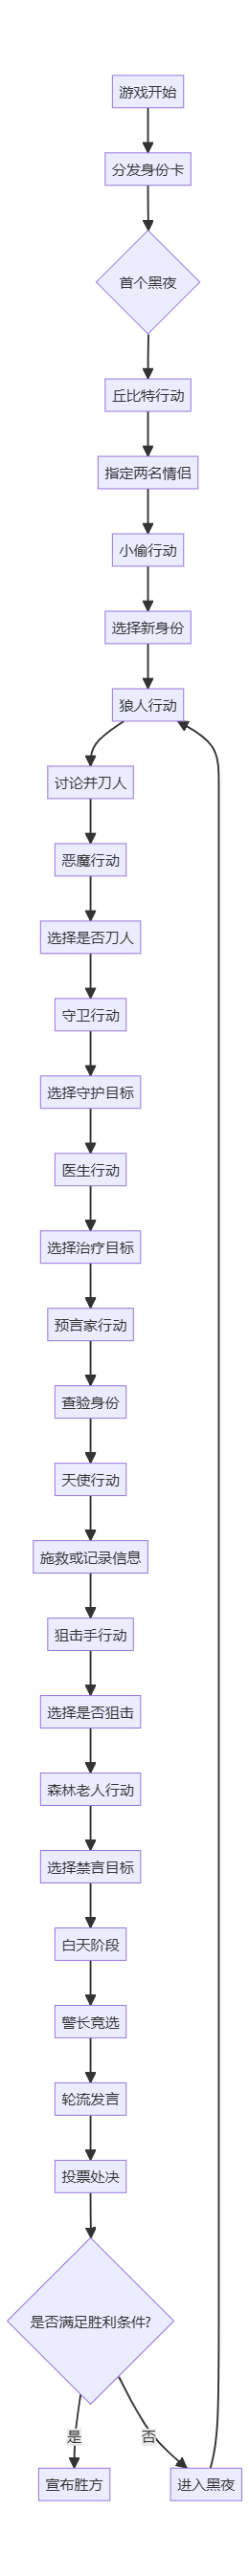 游戏开始
分发身份卡
首个黑夜
丘比特行动
指定两名情侣
小偷行动
选择新身份
狼人行动
讨论并刀人
恶魔行动
选择是否刀人
守卫行动
选择守护目标
医生行动
选择治疗目标
预言家行动
查验身份
天使行动
施救或记录信息
狙击手行动
选择是否狙击
森林老人行动
选择禁言目标
白天阶段
警长竞选
轮流发言
投票处决
是否满足胜利条件?
是
否
宣布胜方
进入黑夜